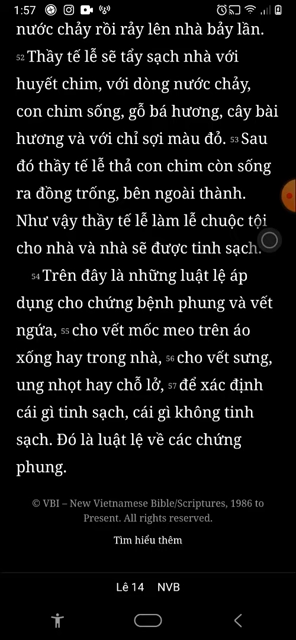 1:57
nước chảy rồi rảy lên nhà bảy lần.
52 Thầy tế lễ sẽ tẩy sạch nhà với
huyết chim, với dòng nước chảy,
con chim sống, gỗ bá hương, cây bài
hương và với chỉ sợi màu đỏ. 53 Sau
đó thầy tế lễ thả con chim còn sống
ra đồng trống, bên ngoài thành.
Như vậy thầy tế lễ làm lễ chuộc tội
cho nhà và nhà sẽ được tinh sạch.
54 Trên đây là những luật lệ áp
dụng cho chứng bệnh phung và vết
ngứa, 55 cho vết mốc meo trên áo
xống hay trong nhà, 56 cho vết sưng,
ung nhọt hay chỗ lở, 57 để xác định
cái gì tinh sạch, cái gì không tinh
sạch. Đó là luật lệ về các chứng
phung.
© VBI – New Vietnamese Bible/Scriptures, 1986 to
Present. All rights reserved.
Tìm hiểu thêm
Lê 14 NVB